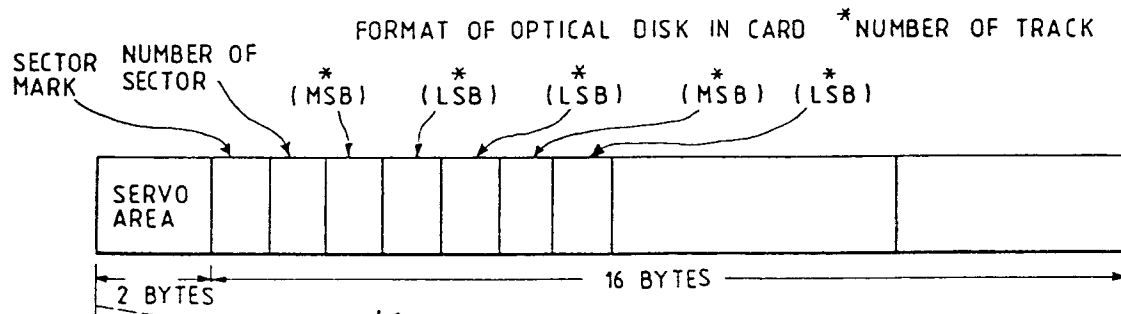 FORMAT OF OPTICAL DISK IN CARD *NUMBER OF TRACK
SECTOR MARK
NUMBER OF SECTOR
* (MSB)
* (LSB)
* (LSB)
* (MSB)
* (LSB)
SERVO AREA
2 BYTES
16 BYTES